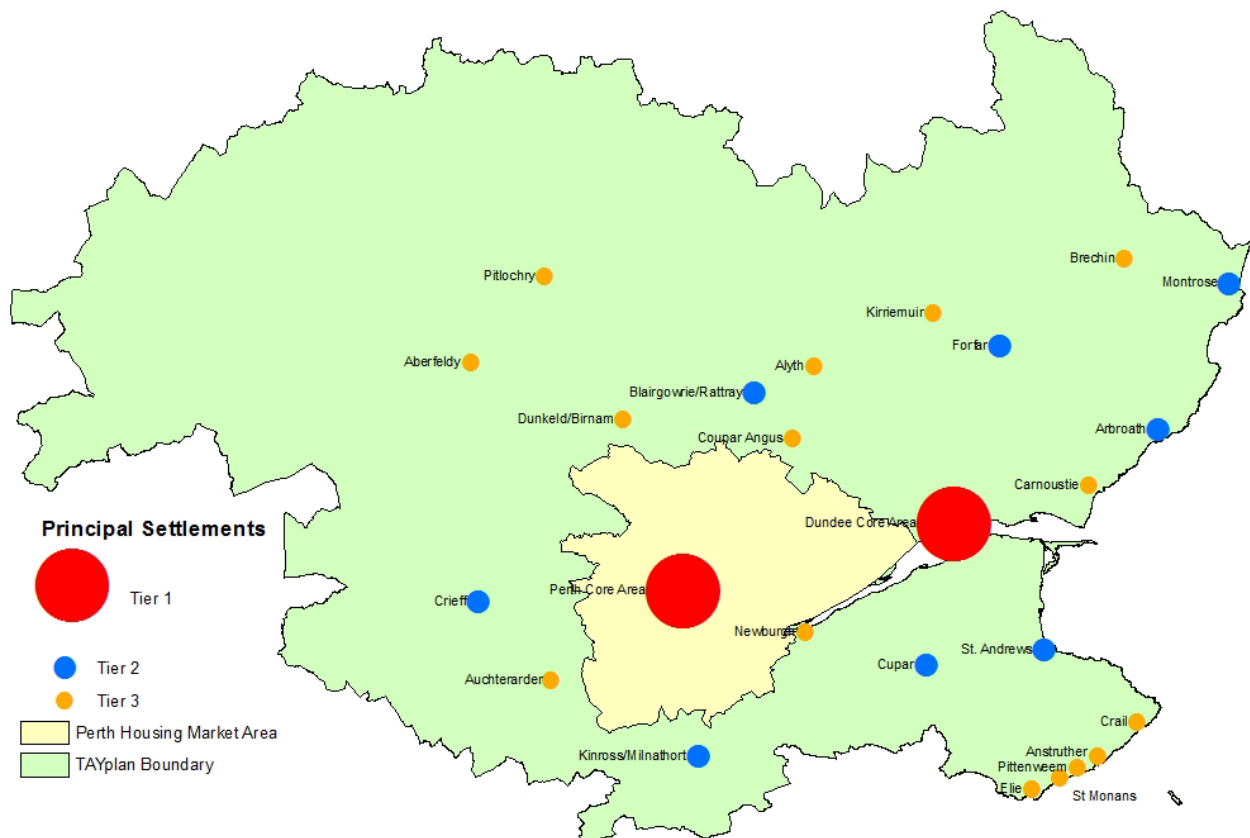 Brechin
Pitlochry
Montrose
Kirriemuir
Forfar
Aberfeldy
Alyth
Blairgowrie/Rattray
Dunkeld/Birnam
Coupar Angus
Arbroath
Carnoustie
Principal Settlements
Dundee Core Area
Tier 1
Perth Core Area
Crieff
Newburgh
St. Andrews
Tier 2
Cupar
Auchterarder
Tier 3
Crail
Perth Housing Market Area
Kinross/Milnathort
Anstruther
TAYplan Boundary
Pittenweem
Elie
St Monans